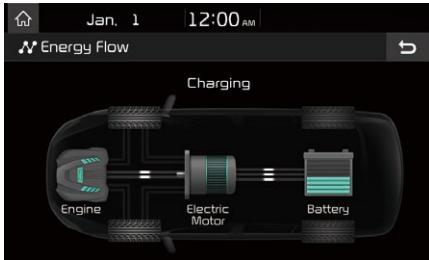 Jan. 1 12:00 AM
Energy Flow
Charging
Engine
Electric
Motor
Battery